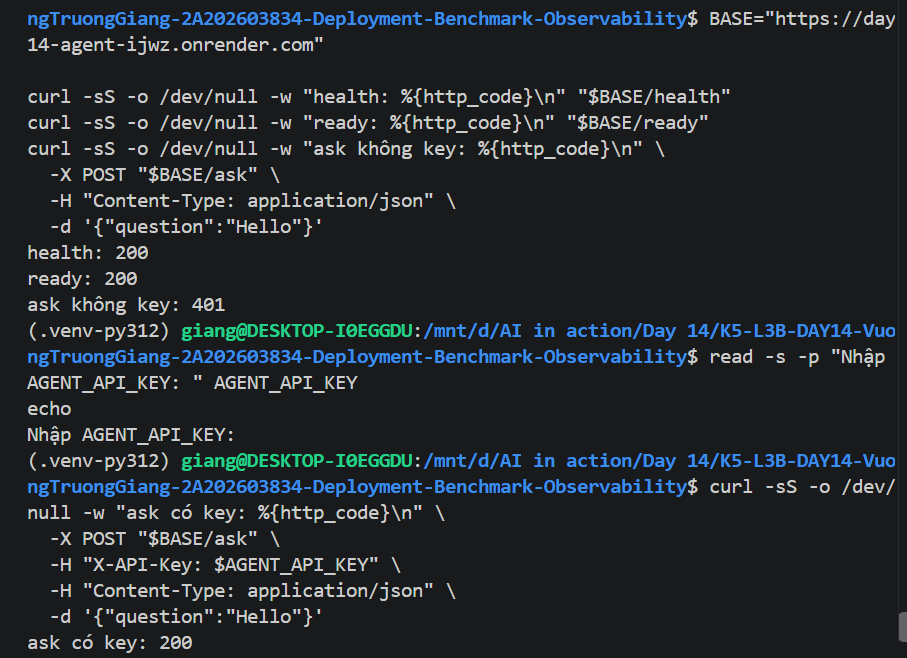 ngTruongGiang-2A202603834-Deployment-Benchmark-Observability$ BASE="https://day
14-agent-ijwz.onrender.com"
curl -sS -o /dev/null -w "health: %{http_code}\n" "$BASE/health"
curl -sS -o /dev/null -w "ready: %{http_code}\n" "$BASE/ready"
curl -sS -o /dev/null -w "ask không key: %{http_code}\n" \
  -X POST "$BASE/ask" \
  -H "Content-Type: application/json" \
  -d '{"question":"Hello"}'
health: 200
ready: 200
ask không key: 401
(.venv-py312) giang@DESKTOP-I0EGGDU:/mnt/d/AI in action/Day 14/K5-L3B-DAY14-Vuo
ngTruongGiang-2A202603834-Deployment-Benchmark-Observability$ read -s -p "Nhập
AGENT_API_KEY: " AGENT_API_KEY
echo
Nhập AGENT_API_KEY:
(.venv-py312) giang@DESKTOP-I0EGGDU:/mnt/d/AI in action/Day 14/K5-L3B-DAY14-Vuo
ngTruongGiang-2A202603834-Deployment-Benchmark-Observability$ curl -sS -o /dev/
null -w "ask có key: %{http_code}\n" \
  -X POST "$BASE/ask" \
  -H "X-API-Key: $AGENT_API_KEY" \
  -H "Content-Type: application/json" \
  -d '{"question":"Hello"}'
ask có key: 200